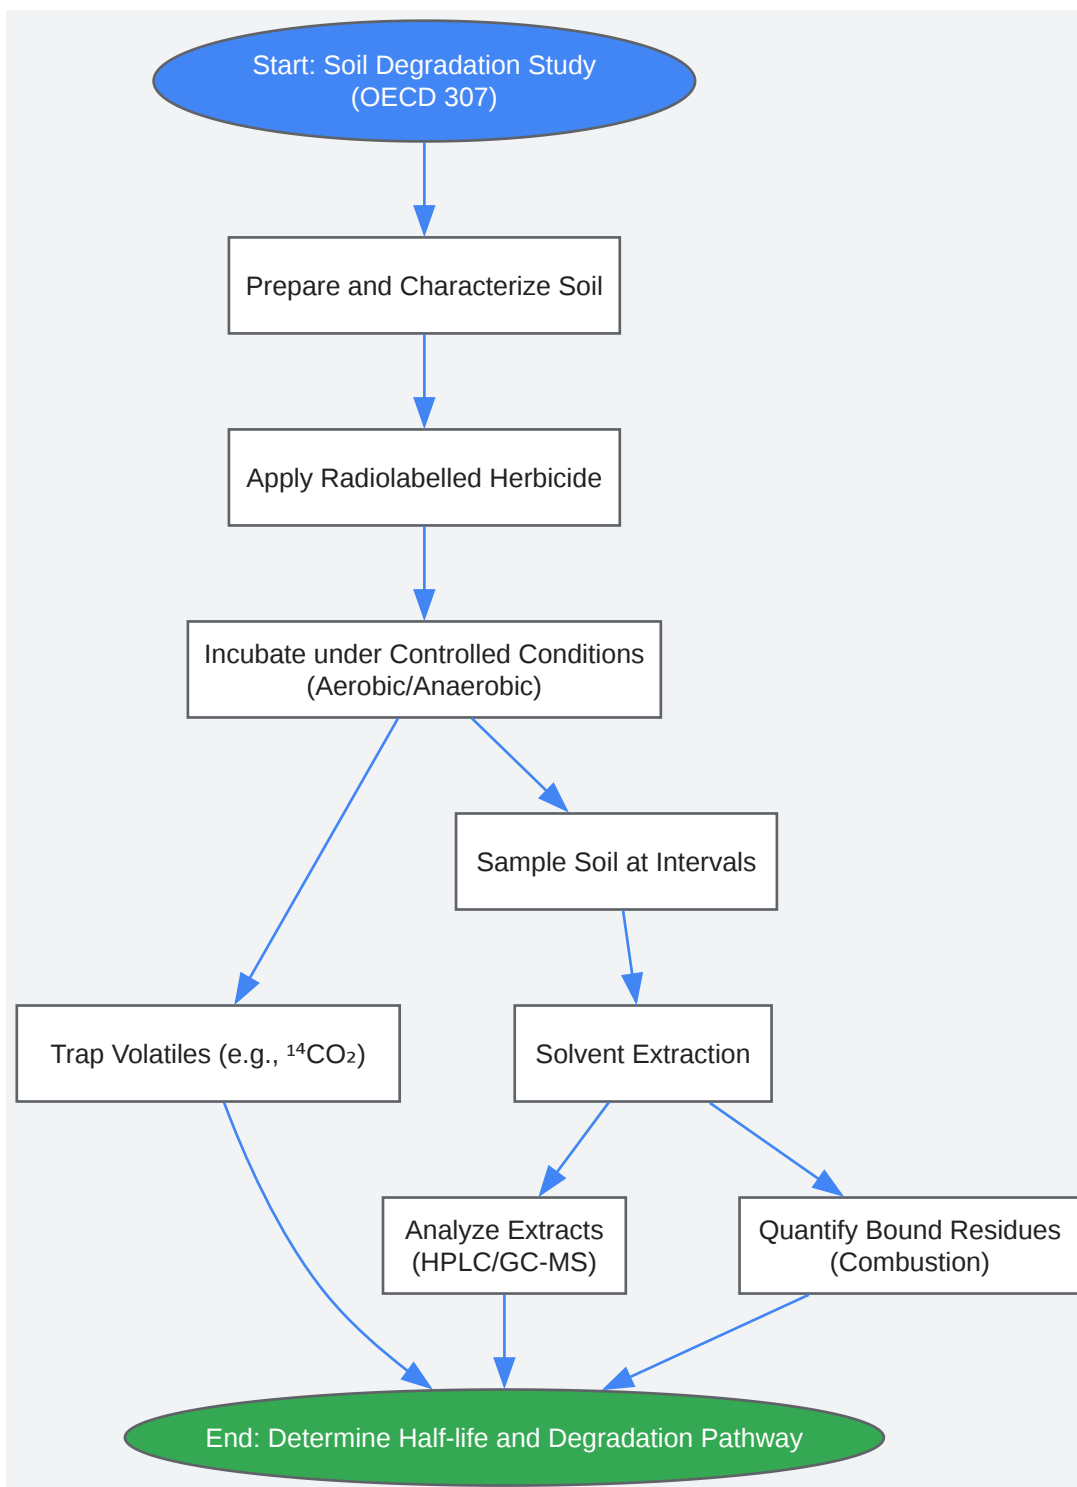 Start: Soil Degradation Study
(OECD 307)
Prepare and Characterize Soil
Apply Radiolabelled Herbicide
Incubate under Controlled Conditions
(Aerobic/Anaerobic)
Sample Soil at Intervals
Trap Volatiles (e.g., ¹⁴CO₂)
Solvent Extraction
Analyze Extracts
(HPLC/GC-MS)
Quantify Bound Residues
(Combustion)
End: Determine Half-life and Degradation Pathway